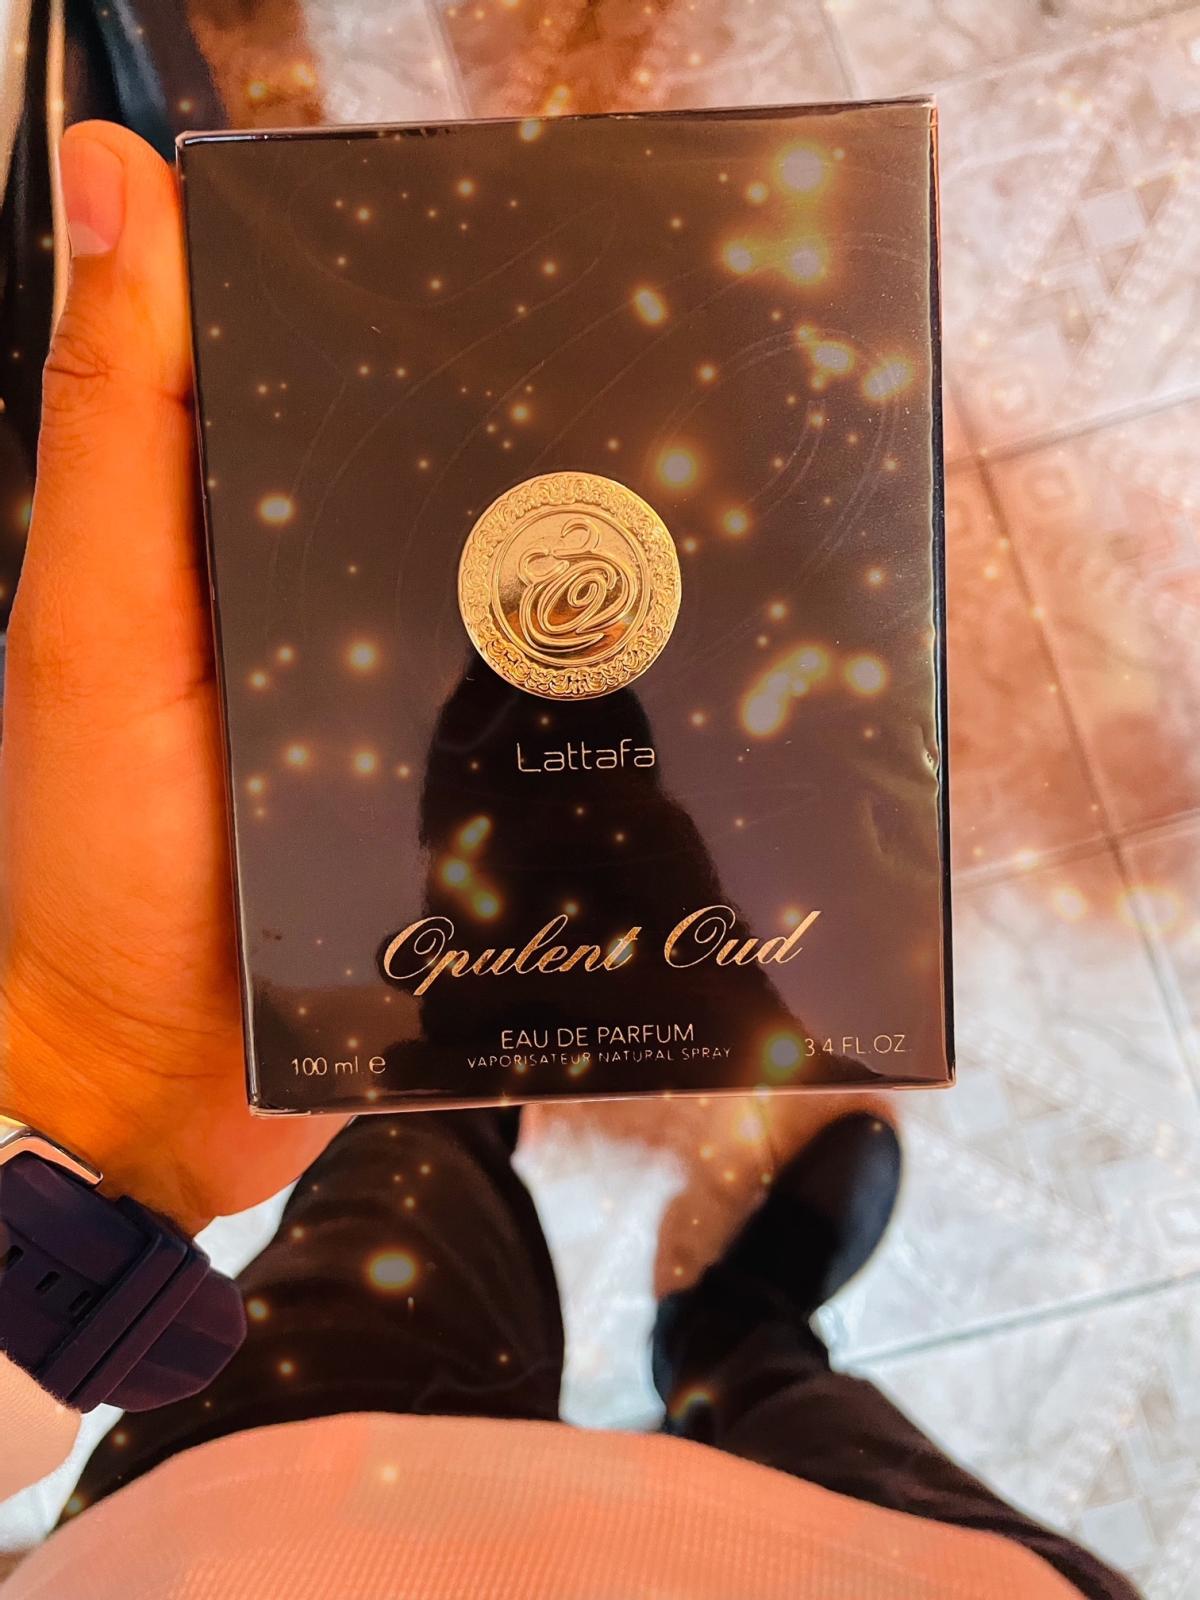 Lattafa
Opulent Oud
EAU DE PARFUM
VAPORISATEUR NATURAL SPRAY
100 ml e
3.4 FL.OZ.